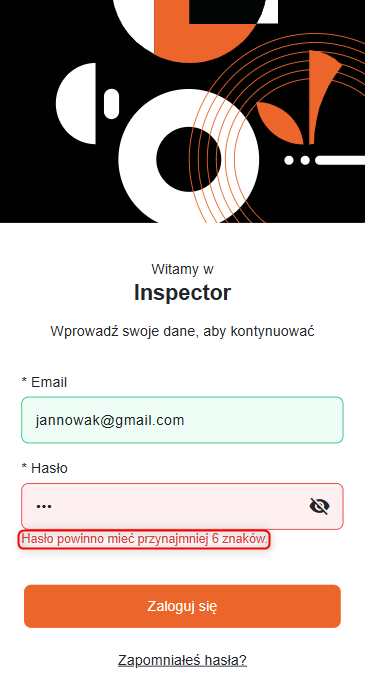 Witamy w
Inspector
Wprowadź swoje dane, aby kontynuować
* Email
jannowak@gmail.com
* Hasło
•••
Hasło powinno mieć przynajmniej 6 znaków.
Zaloguj się
Zapomniałeś hasła?